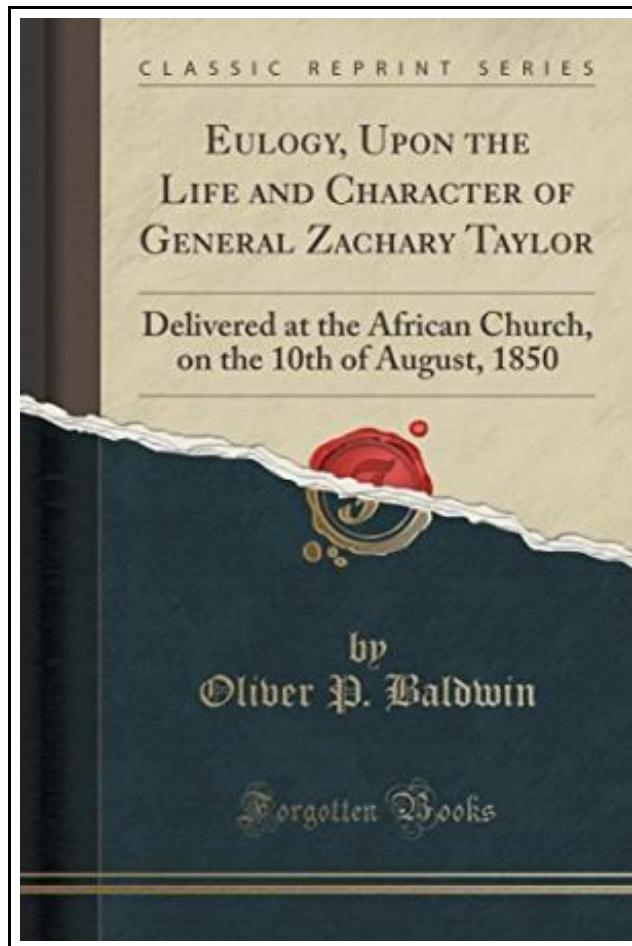 CLASSIC REPRINT SERIES
EULOGY, UPON THE
LIFE AND CHARACTER OF
GENERAL ZACHARY TAYLOR
Delivered at the African Church,
on the 10th of August, 1850
by
Oliver P. Baldwin
Forgotten Books